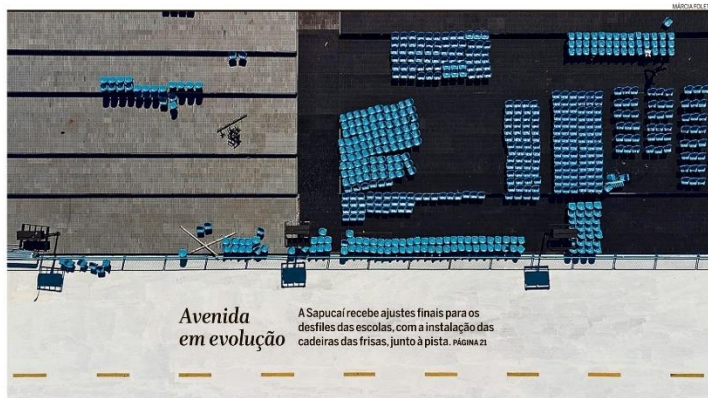 MÁRCIA FOLETTO
Avenida
em evolução
A Sapucaí recebe ajustes finais para os
desfiles das escolas, com a instalação das
cadeiras das frisas, junto à pista. PÁGINA 21